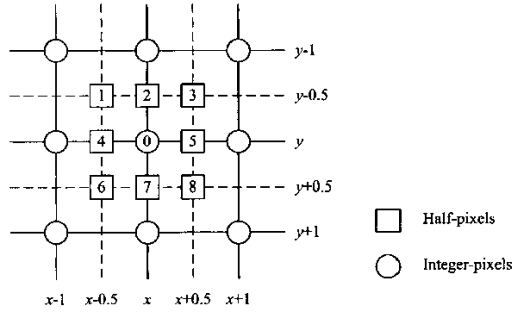 y-1
1 2 3 y-0.5
4 0 5 y
6 7 8 y+0.5
Half-pixels
y+1
Integer-pixels
x-1 x-0.5 x x+0.5 x+1